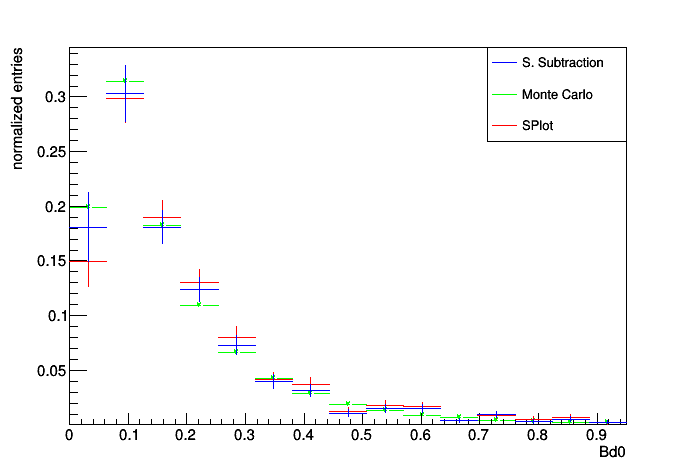 normalized entries
S. Subtraction
Monte Carlo
SPlot
0.3
0.25
0.2
0.15
0.1
0.05
0 0.1 0.2 0.3 0.4 0.5 0.6 0.7 0.8 0.9
Bd0